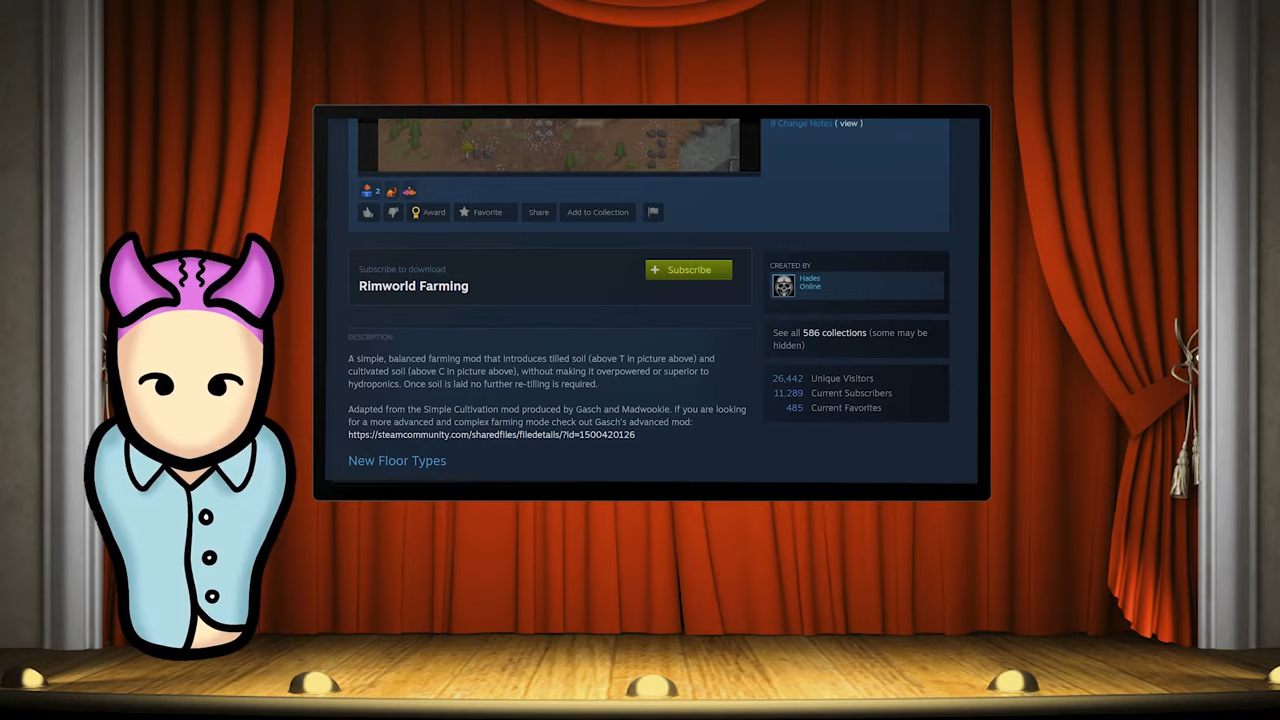 8 Change Notes ( view )
2
Award
Favorite
Share
Add to Collection
Subscribe to download
Rimworld Farming
+ Subscribe
CREATED BY
Hades
Online
See all 586 collections (some may be
hidden)
26,442 Unique Visitors
11,289 Current Subscribers
485 Current Favorites
DESCRIPTION
A simple, balanced farming mod that introduces tilled soil (above T in picture above) and
cultivated soil (above C in picture above), without making it overpowered or superior to
hydroponics. Once soil is laid no further re-tilling is required.
Adapted from the Simple Cultivation mod produced by Gasch and Madwookie. If you are looking
for a more advanced and complex farming mode check out Gasch's advanced mod:
https://steamcommunity.com/sharedfiles/filedetails/?id=1500420126
New Floor Types